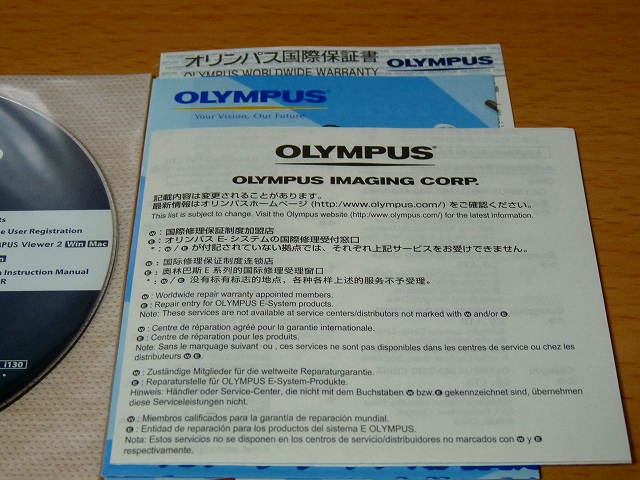 オリンパス国際保証書
OLYMPUS WORLDWIDE WARRANTY
OLYMPUS
OLYMPUS
Your Vision, Our Future
OLYMPUS
OLYMPUS IMAGING CORP.
記載内容は変更されることがあります。
最新情報はオリンパスホームページ (http://www.olympus.com/) をご確認ください。
This list is subject to change. Visit the Olympus website (http:/www.olympus.com/) for the latest information.
Ⓦ : 国際修理保証制度加盟店
Ⓔ : オリンパス E-システムの国際修理受付窓口
* : Ⓦ / Ⓔ が付記されていない拠点では、それぞれ上記サービスをお受けできません。
Ⓦ : 国际修理保证制度连锁店
Ⓔ : 奥林巴斯 E 系列的国际修理受理窗口
* : Ⓦ / Ⓔ 没有标有标志的地点，各种各样上述的服务不予受理。
Ⓦ : Worldwide repair warranty appointed members.
Ⓔ : Repair entry for OLYMPUS E-System products.
Note: These services are not available at service centers/distributors not marked with Ⓦ and/or Ⓔ.
Ⓦ : Centre de réparation agréé pour la garantie internationale.
Ⓔ : Centre de réparation pour les produits.
Note: Sans le marquage suivant ou , ces services ne sont pas disponibles dans les centres de service ou chez les
distributeurs Ⓦ Ⓔ.
Ⓦ : Zuständige Mitglieder für die weltweite Reparaturgarantie.
Ⓔ : Reparaturstelle für OLYMPUS E-System-Produkte.
Hinweis: Händler oder Service-Center, die nicht mit dem Buchstaben Ⓦ bzw. Ⓔ gekennzeichnet sind, übernehmen
diese Serviceleistungen nicht.
Ⓦ : Miembros calificados para la garantía de reparación mundial.
Ⓔ : Entidad de reparación para los productos del sistema E OLYMPUS.
Nota: Estos servicios no se disponen en los centros de servicio/distribuidores no marcados con Ⓦ y Ⓔ
respectivamente.
e User Registration
PUS Viewer 2 Win Mac
n Instruction Manual
R
i130